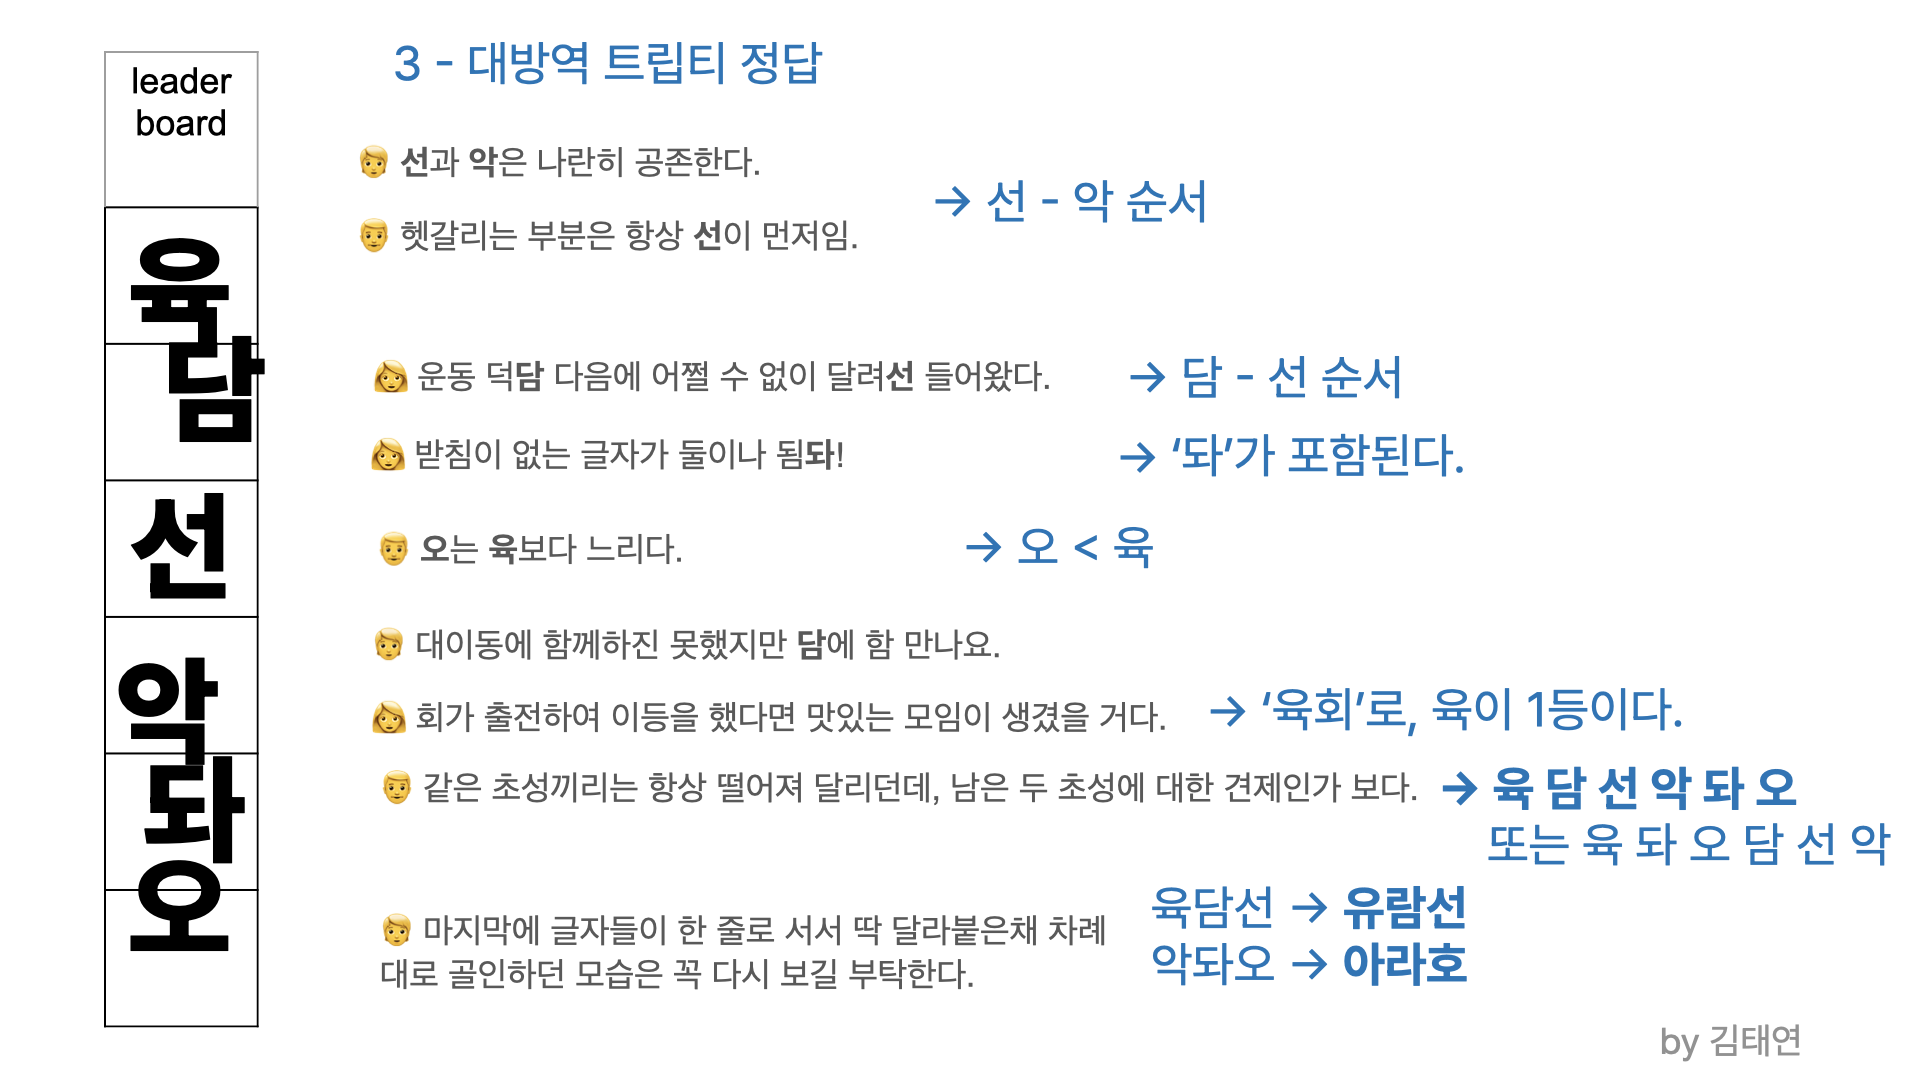 leader
board
육
담
선
악
돠
오
3 - 대방역 트립티 정답
선과 악은 나란히 공존한다.
헷갈리는 부분은 항상 선이 먼저임.
→ 선 - 악 순서
운동 덕담 다음에 어쩔 수 없이 달려선 들어왔다.
→ 담 - 선 순서
받침이 없는 글자가 둘이나 됨돠!
→ ‘돠’가 포함된다.
오는 육보다 느리다.
→ 오 < 육
대이동에 함께하진 못했지만 담에 함 만나요.
회가 출전하여 이등을 했다면 맛있는 모임이 생겼을 거다.
→ ‘육회’로, 육이 1등이다.
같은 초성끼리는 항상 떨어져 달리던데, 남은 두 초성에 대한 견제인가 보다.
→ 육 담 선 악 돠 오
또는 육 돠 오 담 선 악
마지막에 글자들이 한 줄로 서서 딱 달라붙은채 차례
대로 골인하던 모습은 꼭 다시 보길 부탁한다.
육담선 → 유람선
악돠오 → 아라호
by 김태연